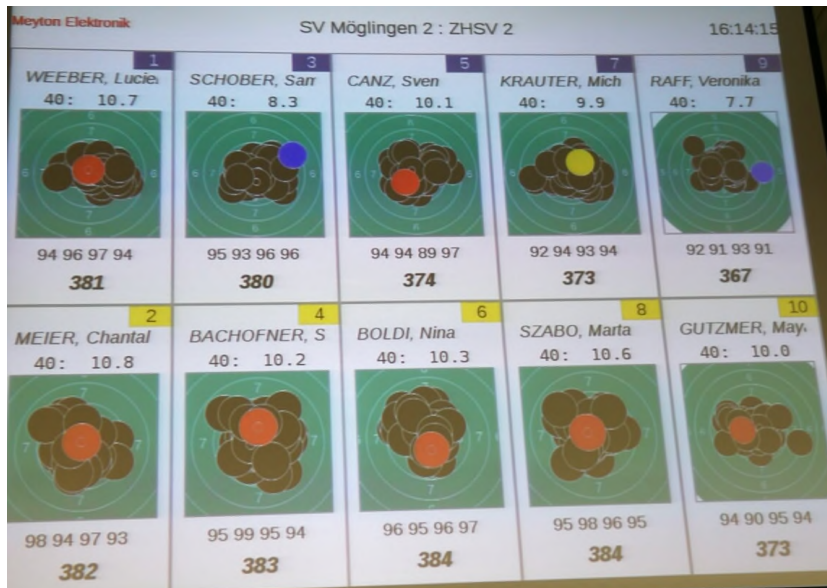 Meyton Elektronik
SV Möglingen 2 : ZHSV 2
16:14:15
1
WEEBER, Lucie
40: 10.7
94 96 97 94
381
3
SCHOBER, Sam
40: 8.3
95 93 96 96
380
5
CANZ, Sven
40: 10.1
94 94 89 97
374
7
KRAUTER, Mich
40: 9.9
92 94 93 94
373
9
RAFF, Veronika
40: 7.7
92 91 93 91
367
2
MEIER, Chantal
40: 10.8
98 94 97 93
382
4
BACHOFNER, S
40: 10.2
95 99 95 94
383
6
BOLDI, Nina
40: 10.3
96 95 96 97
384
8
SZABO, Marta
40: 10.6
95 98 96 95
384
10
GUTZMER, May
40: 10.0
94 90 95 94
373